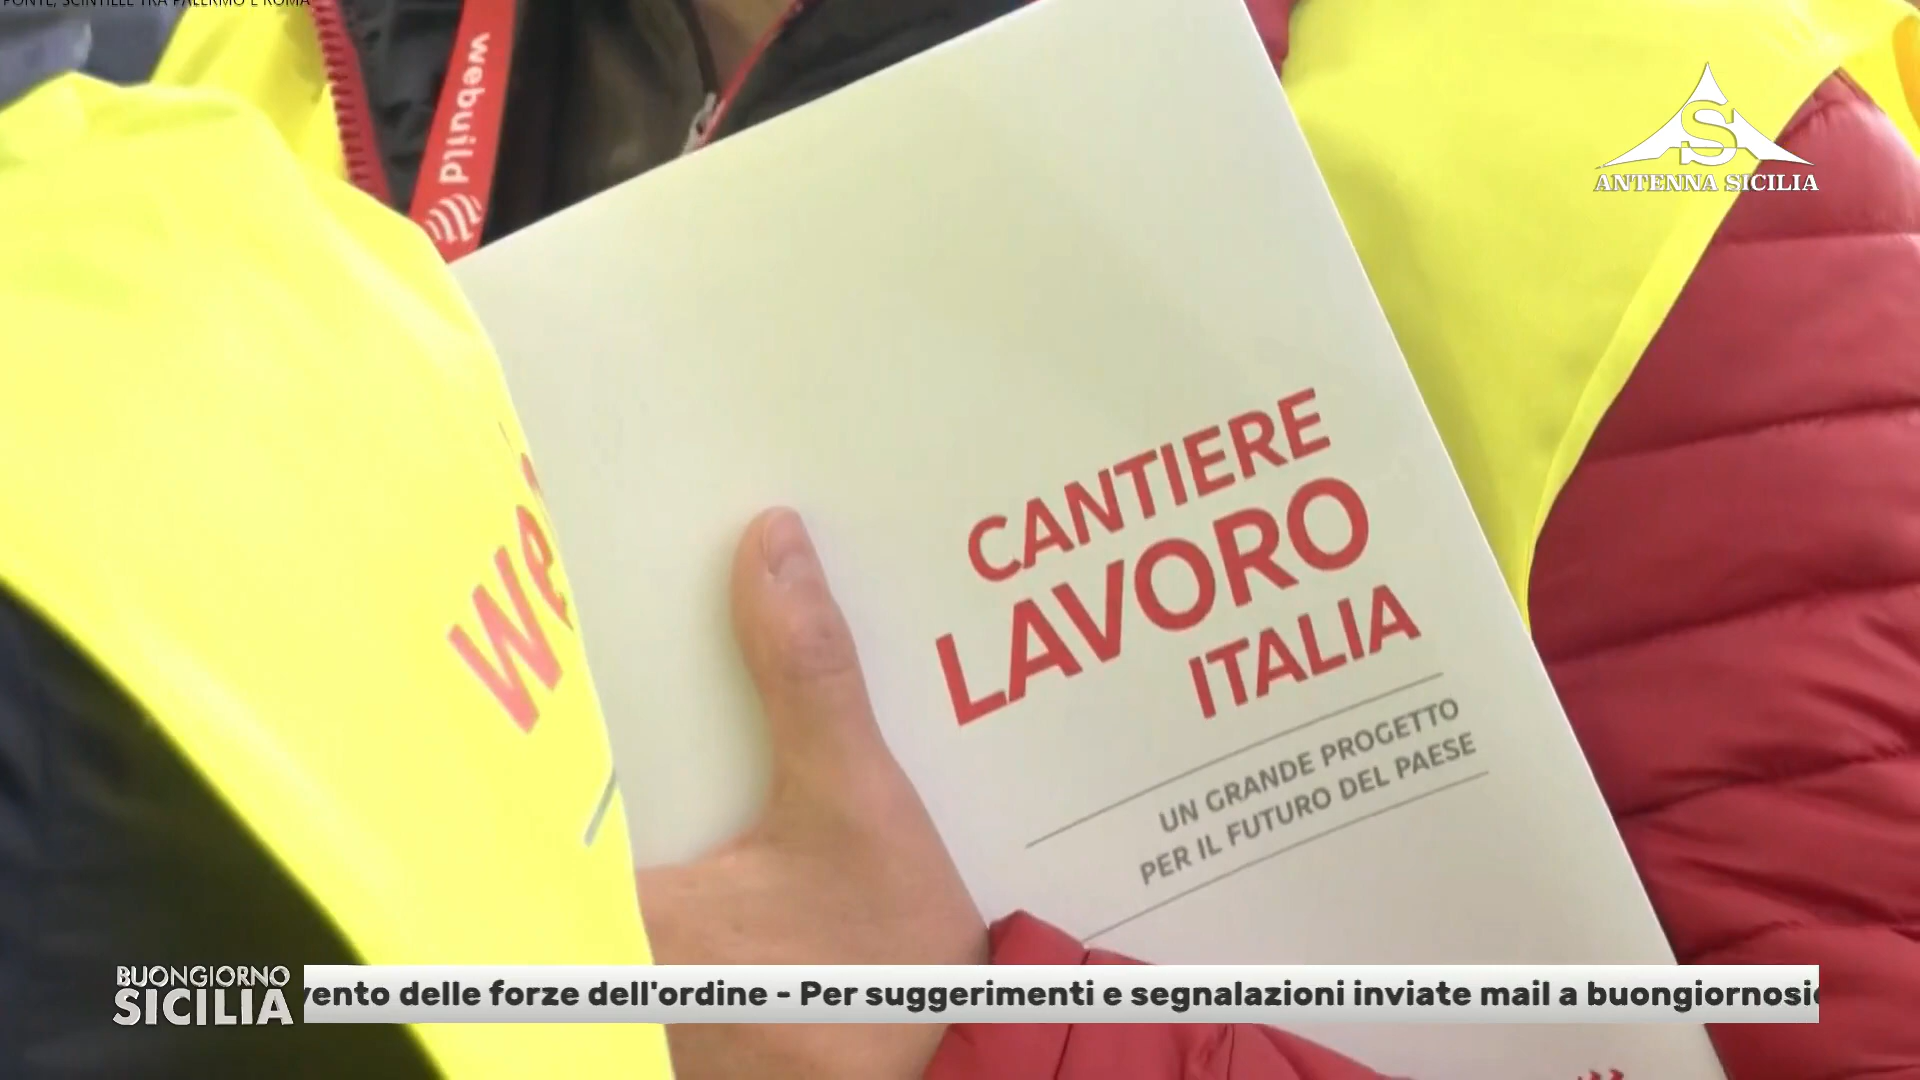 PONTE, SCINTILLE TRA PALERMO E ROMA
webuild
S
ANTENNA SICILIA
We
CANTIERE
LAVORO
ITALIA
UN GRANDE PROGETTO
PER IL FUTURO DEL PAESE
BUONGIORNO
SICILIA
vento delle forze dell'ordine - Per suggerimenti e segnalazioni inviate mail a buongiornosic